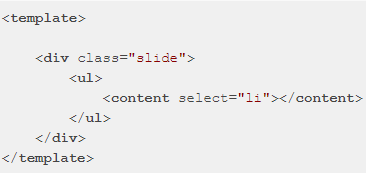 <template>
<div class="slide">
<ul>
<content select="li"></content>
</ul>
</div>
</template>